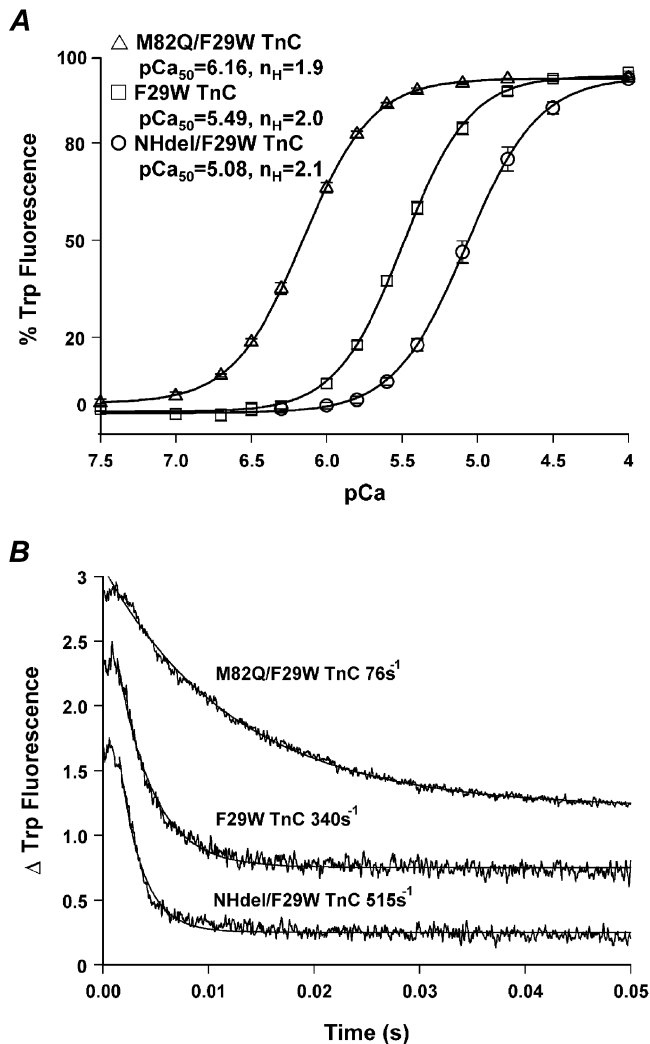 A
△ M82Q/F29W TnC
pCa50=6.16, nH=1.9
□ F29W TnC
pCa50=5.49, nH=2.0
○ NHdel/F29W TnC
pCa50=5.08, nH=2.1
% Trp Fluorescence
100
80
50
20
0
7.5 7.0 6.5 6.0 5.5 5.0 4.5 4
pCa
B
Δ Trp Fluorescence
3
2.5
2.0
1.5
1.0
0.5
0
M82Q/F29W TnC 76s-1
F29W TnC 340s-1
NHdel/F29W TnC 515s-1
0.00 0.01 0.02 0.03 0.04 0.05
Time (s)